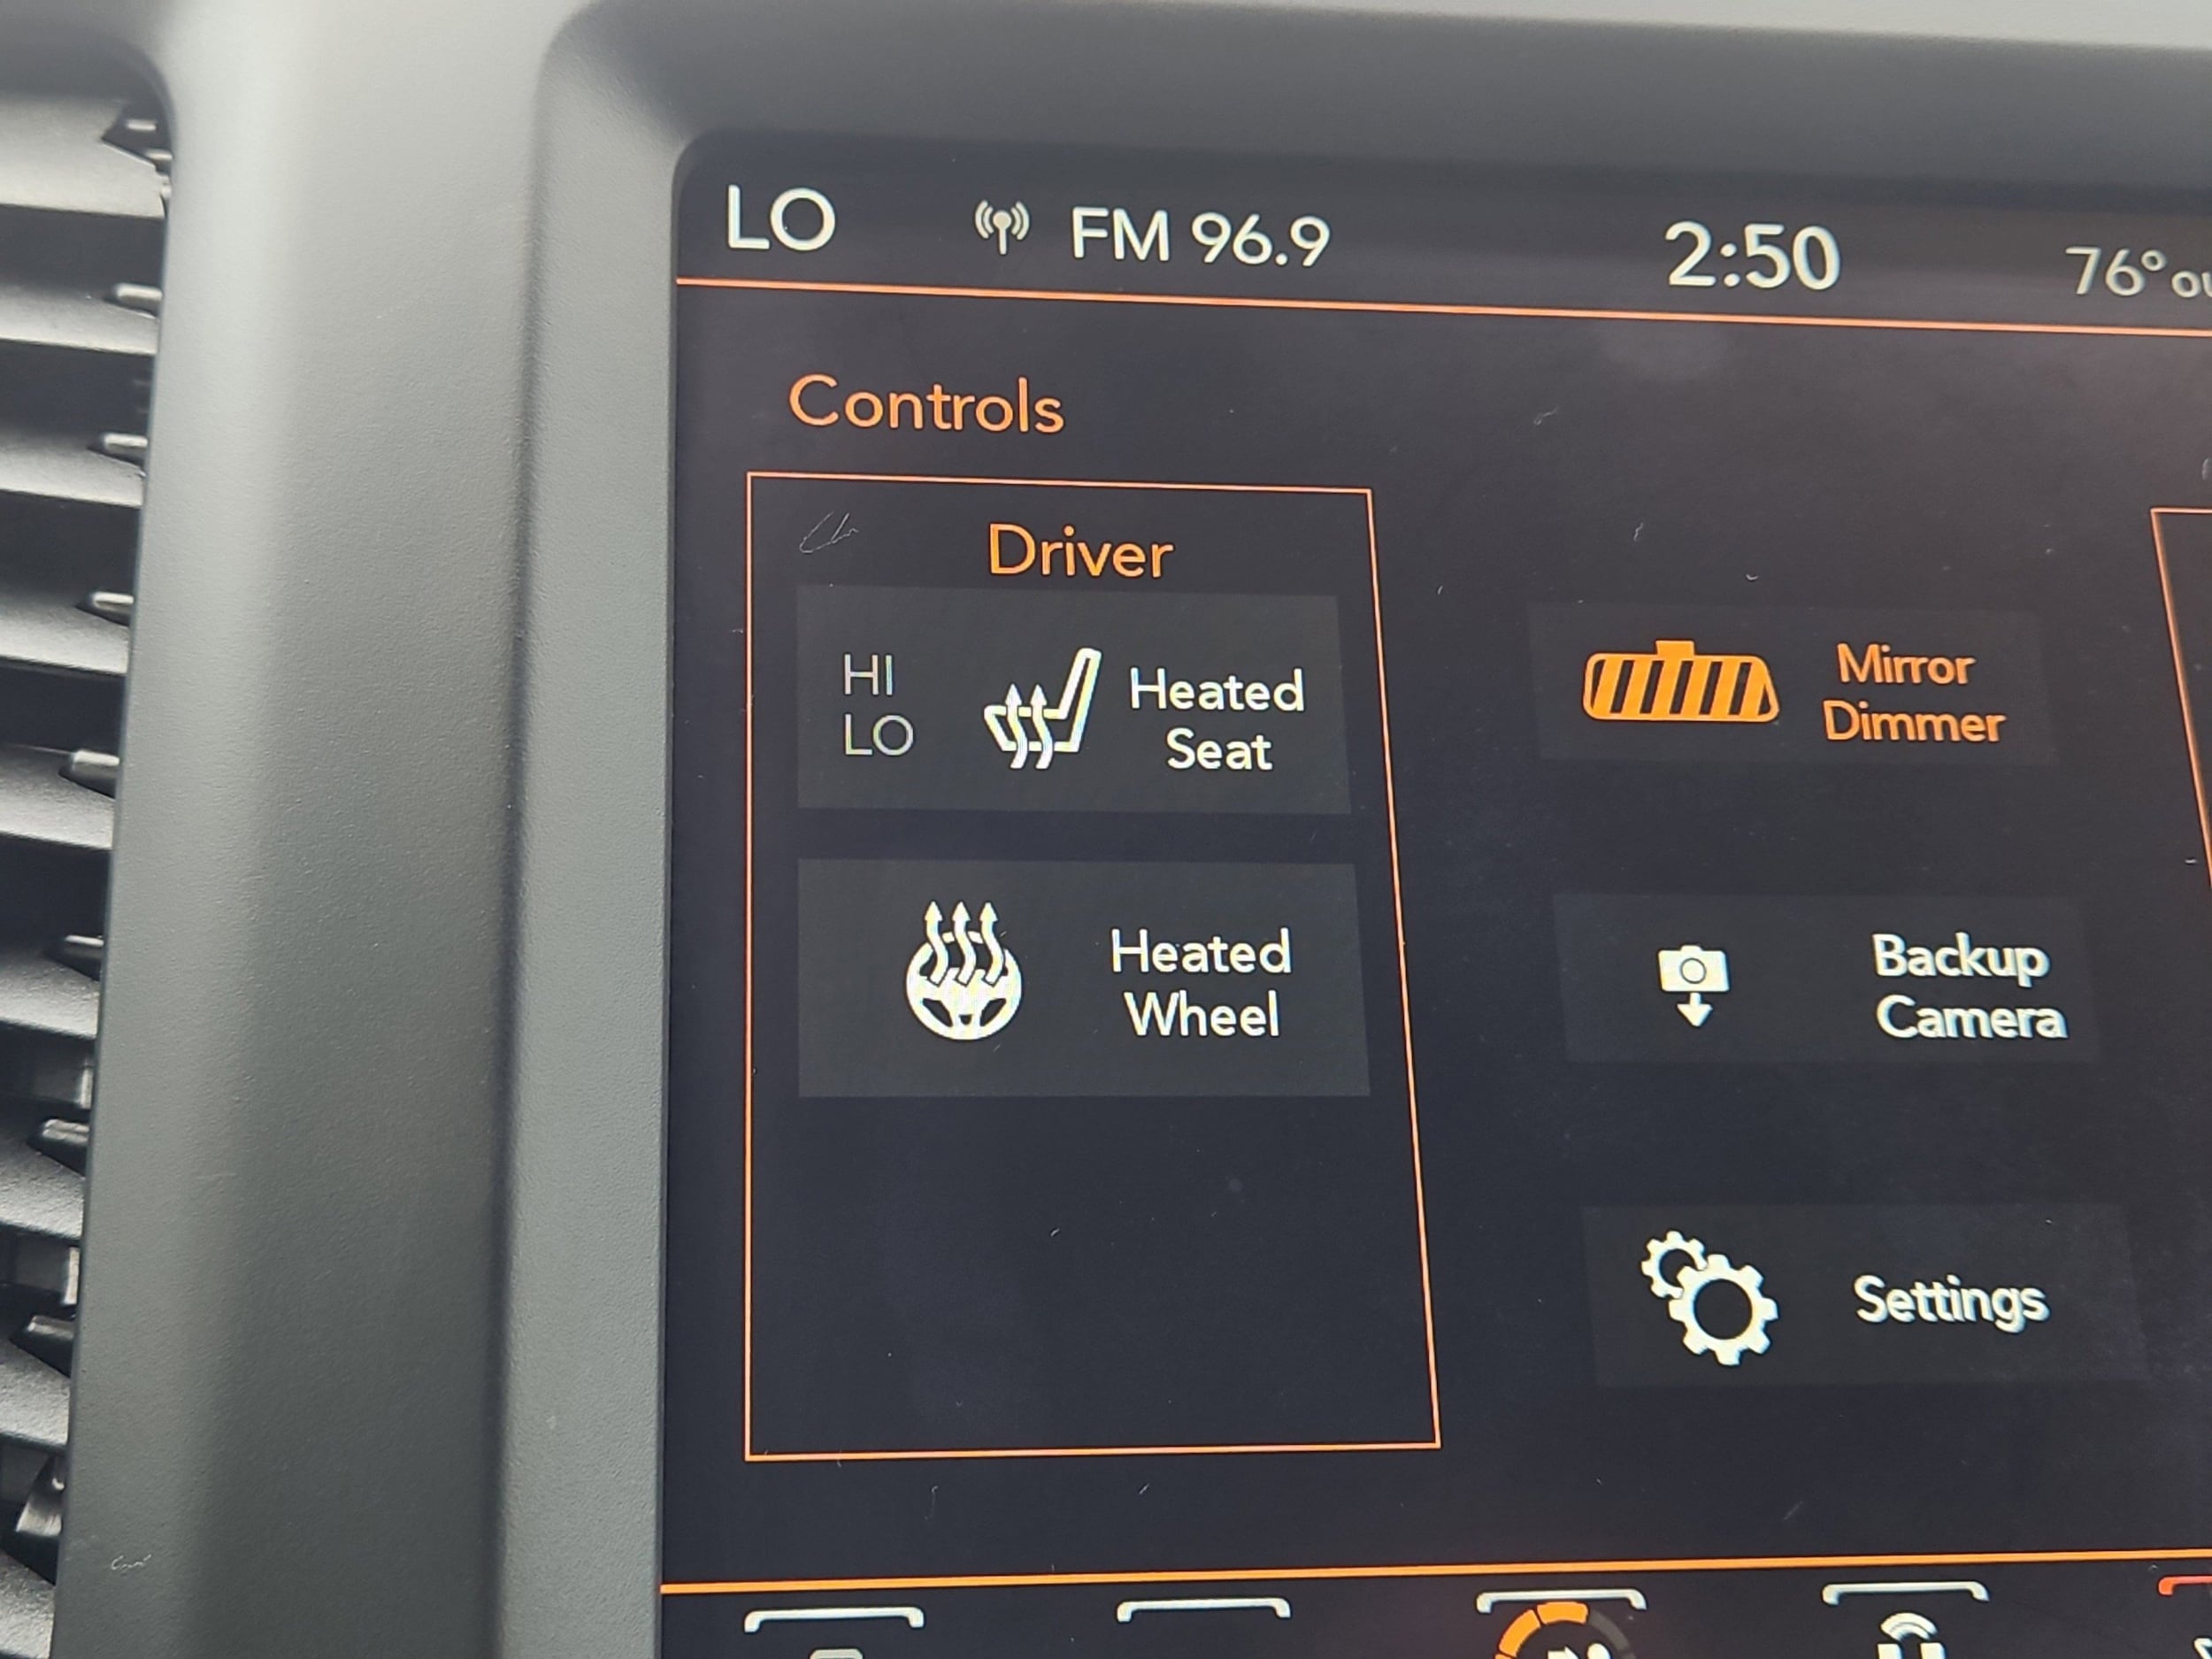 LO FM 96.9 2:50 76°
Controls
Driver
HI
LO
Heated
Seat
Heated
Wheel
Mirror
Dimmer
Backup
Camera
Settings